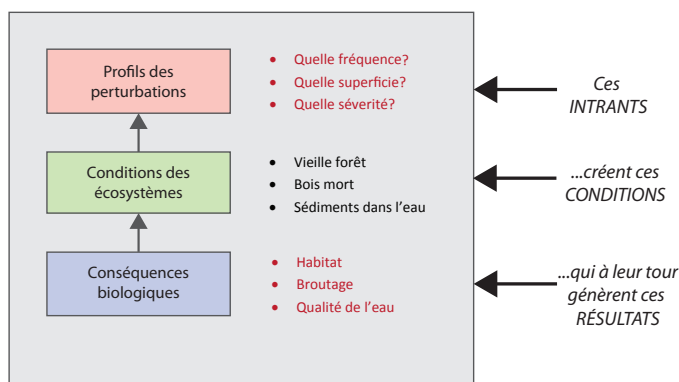 Profils des
perturbations
• Quelle fréquence?
• Quelle superficie?
• Quelle sévérité?
Ces
INTRANTS
Conditions des
écosystèmes
• Vieille forêt
• Bois mort
• Sédiments dans l'eau
...créent ces
CONDITIONS
Conséquences
biologiques
• Habitat
• Broutage
• Qualité de l'eau
...qui à leur tour
génèrent ces
RÉSULTATS